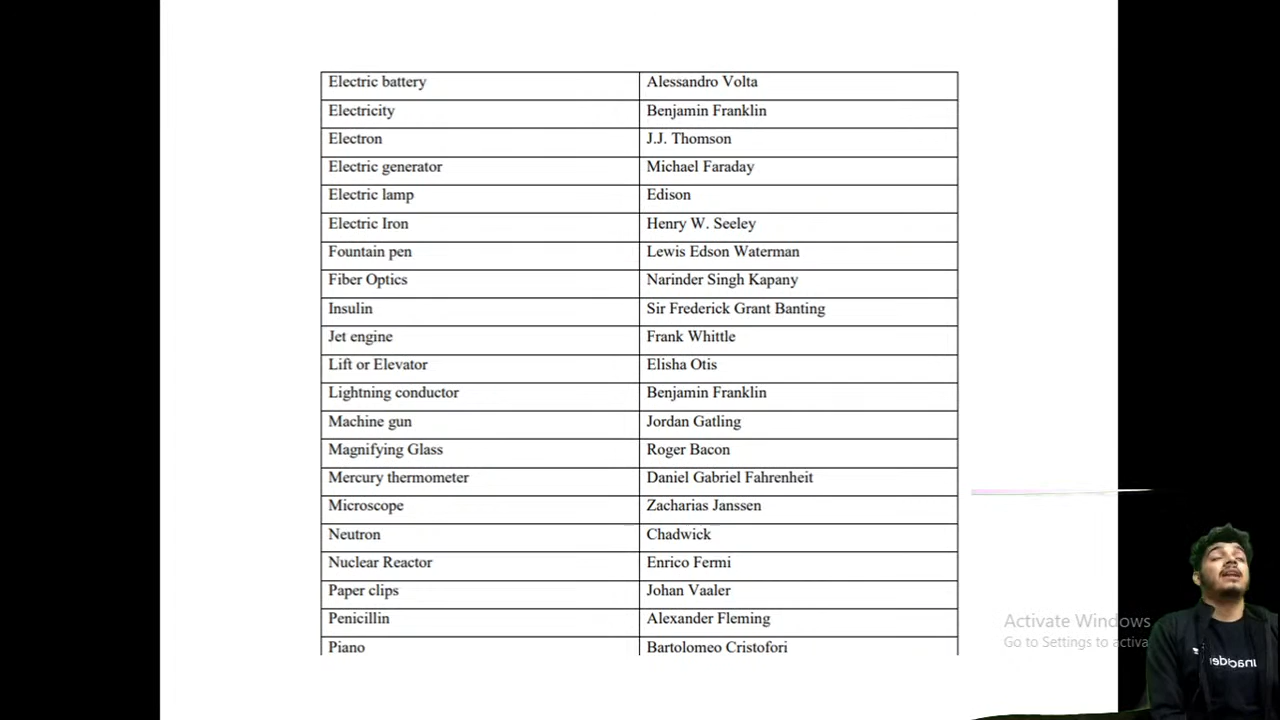 Electric battery Alessandro Volta
Electricity Benjamin Franklin
Electron J.J. Thomson
Electric generator Michael Faraday
Electric lamp Edison
Electric Iron Henry W. Seeley
Fountain pen Lewis Edson Waterman
Fiber Optics Narinder Singh Kapany
Insulin Sir Frederick Grant Banting
Jet engine Frank Whittle
Lift or Elevator Elisha Otis
Lightning conductor Benjamin Franklin
Machine gun Jordan Gatling
Magnifying Glass Roger Bacon
Mercury thermometer Daniel Gabriel Fahrenheit
Microscope Zacharias Janssen
Neutron Chadwick
Nuclear Reactor Enrico Fermi
Paper clips Johan Vaaler
Penicillin Alexander Fleming
Piano Bartolomeo Cristofori
Activate Windows
Go to Settings to activa